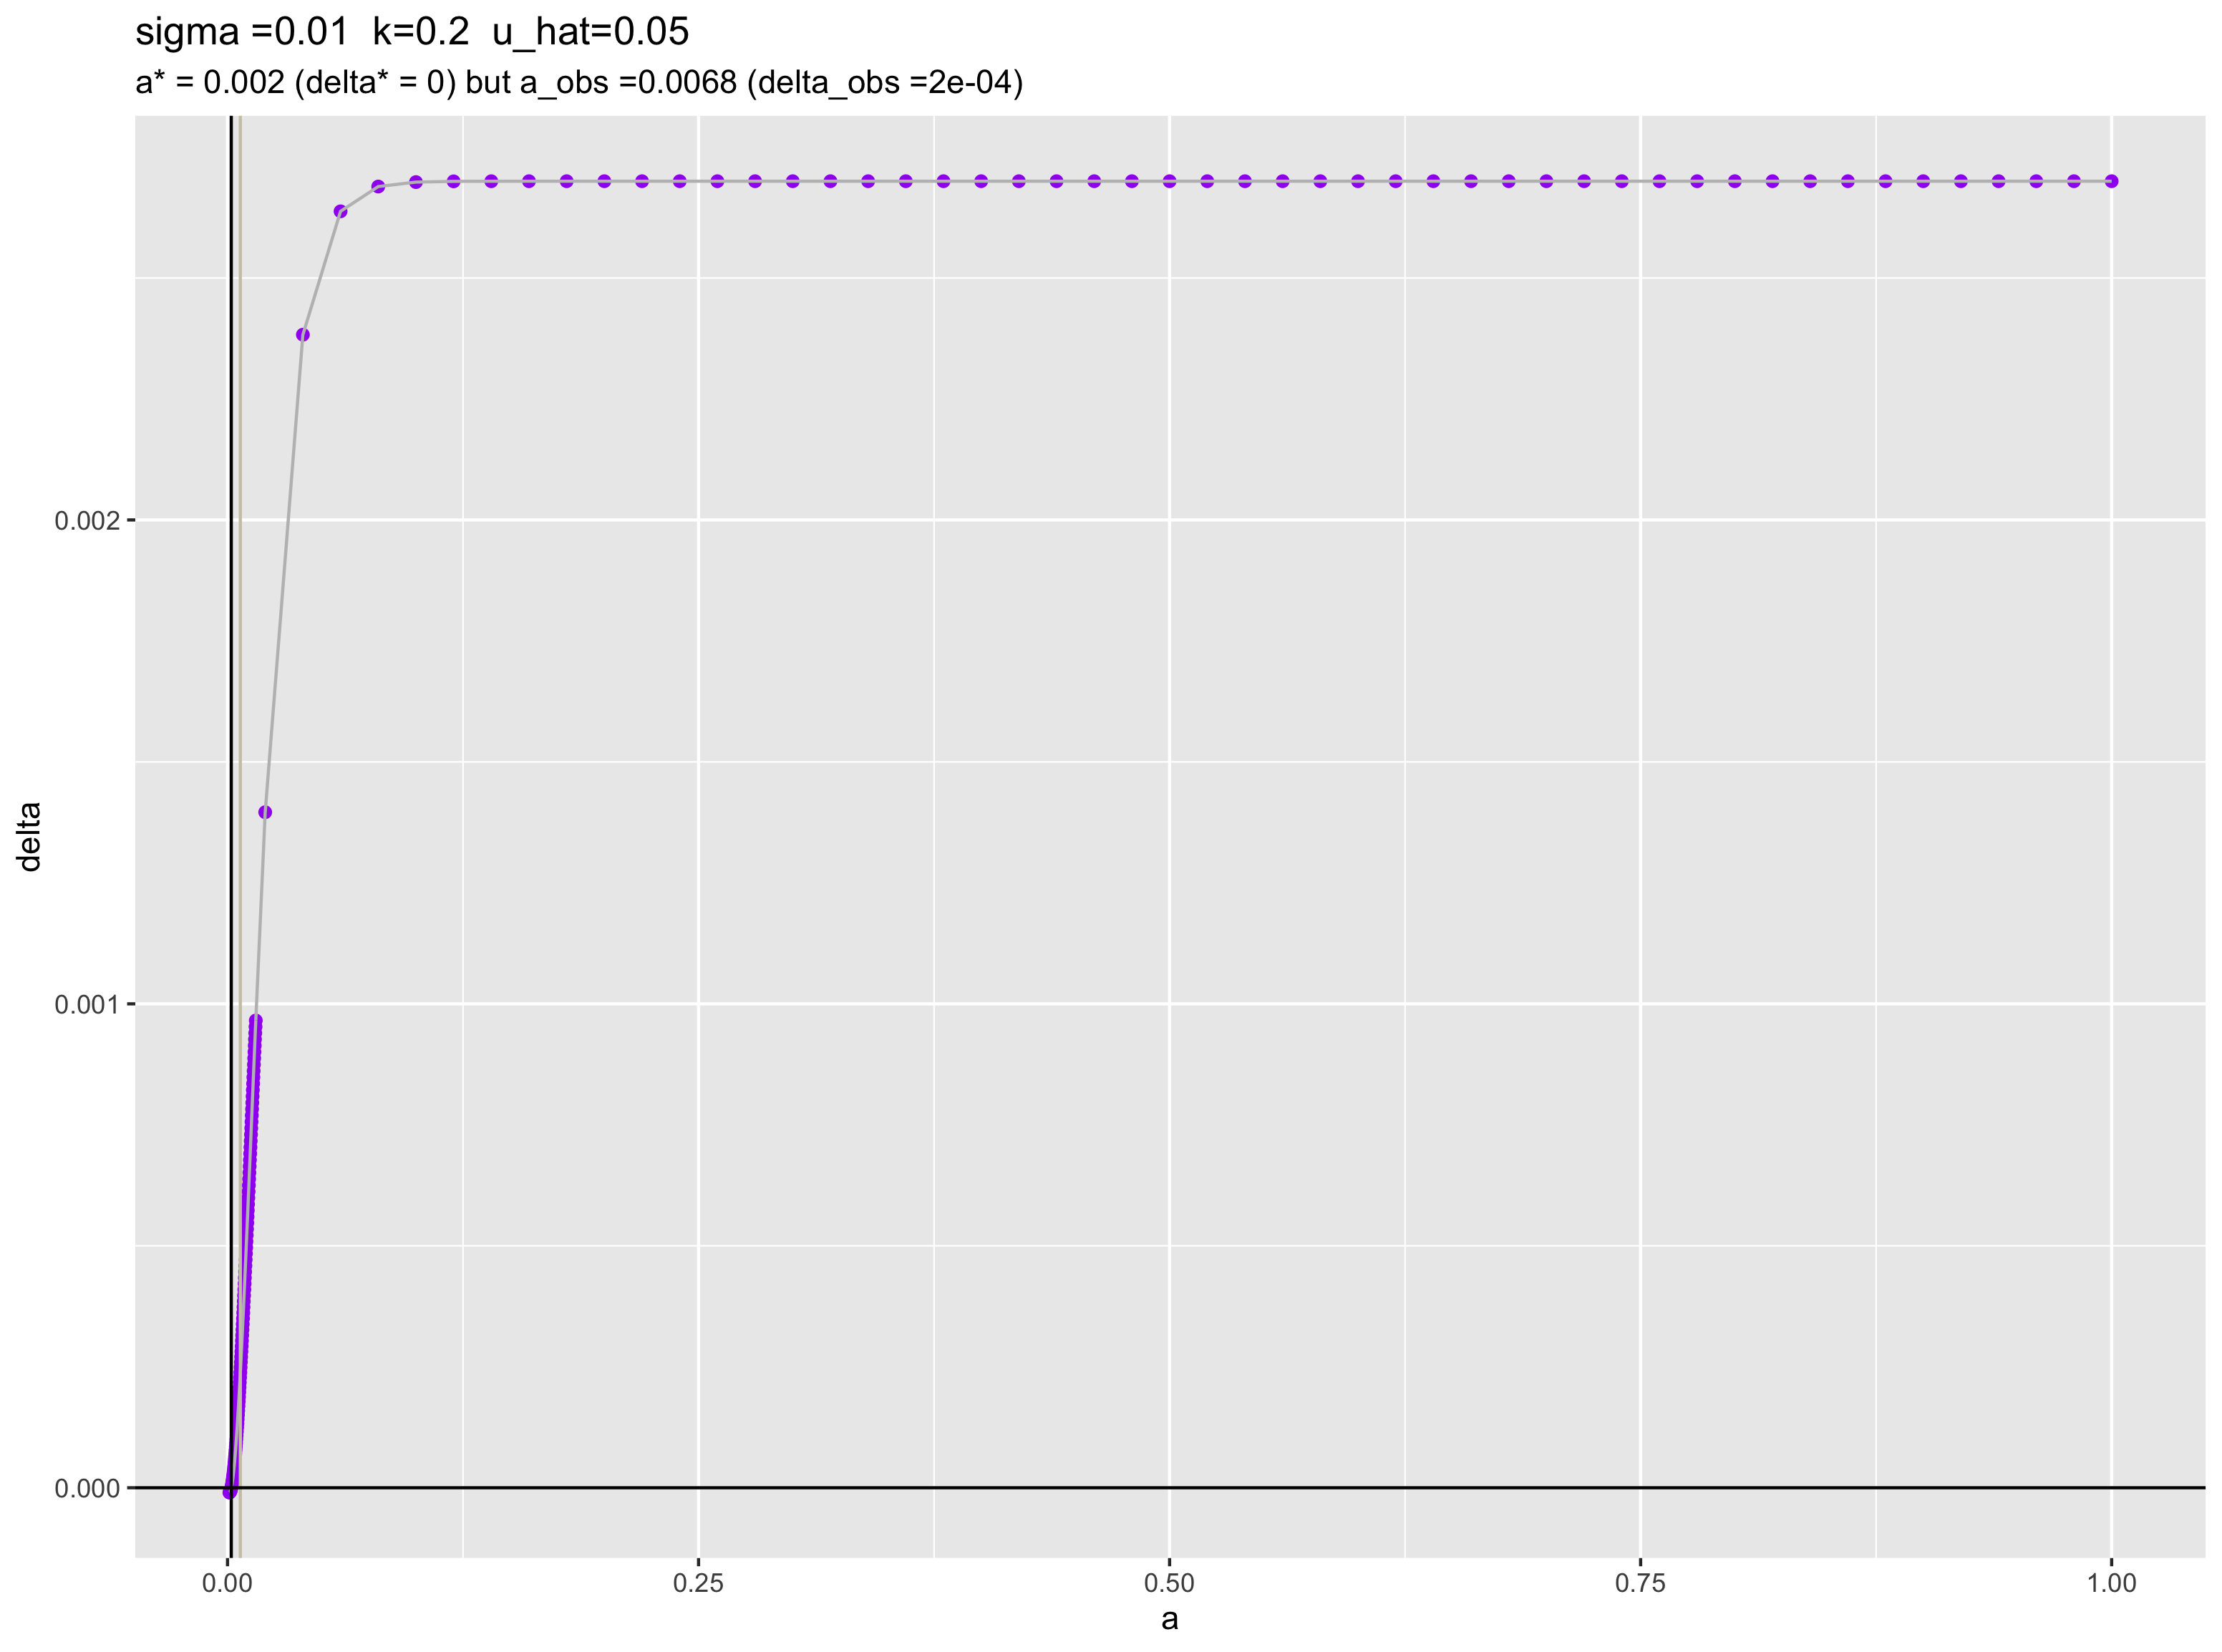 sigma =0.01  k=0.2  u_hat=0.05
a* = 0.002 (delta* = 0) but a_obs =0.0068 (delta_obs =2e-04)
delta
0.002
0.001
0.000
0.00 0.25 0.50 0.75 1.00
a